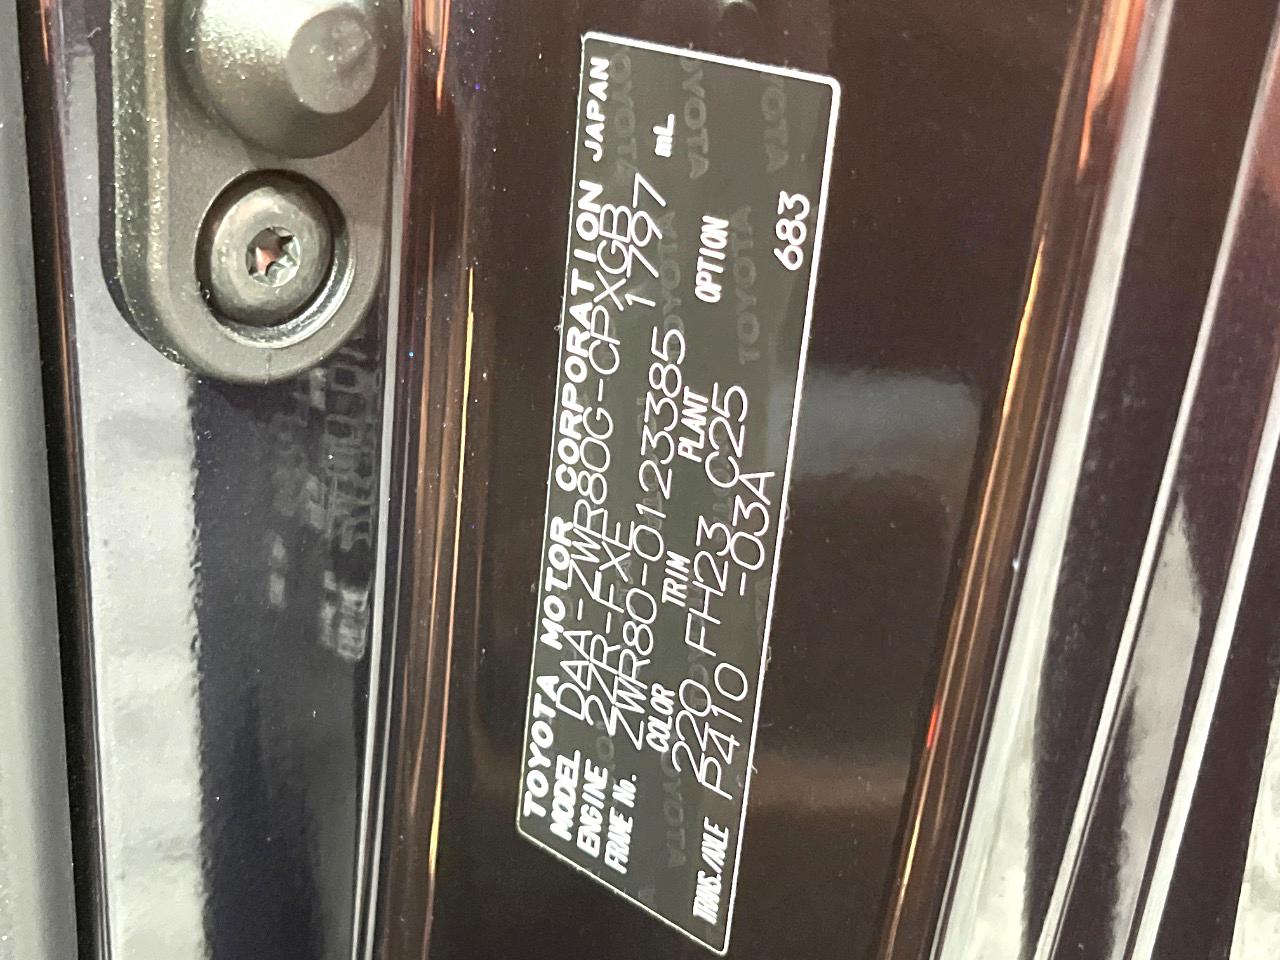 TOYOTA MOTOR CORPORATION JAPAN
MODEL DAA-ZWR80G-CPXGB
ENGINE 2ZR-FXE 1797 mL
FRAME No. ZWR80-0123385
COLOR TRIM PLANT OPTION
220 FH23 C25
TRANS./AXLE P410 -03A 683